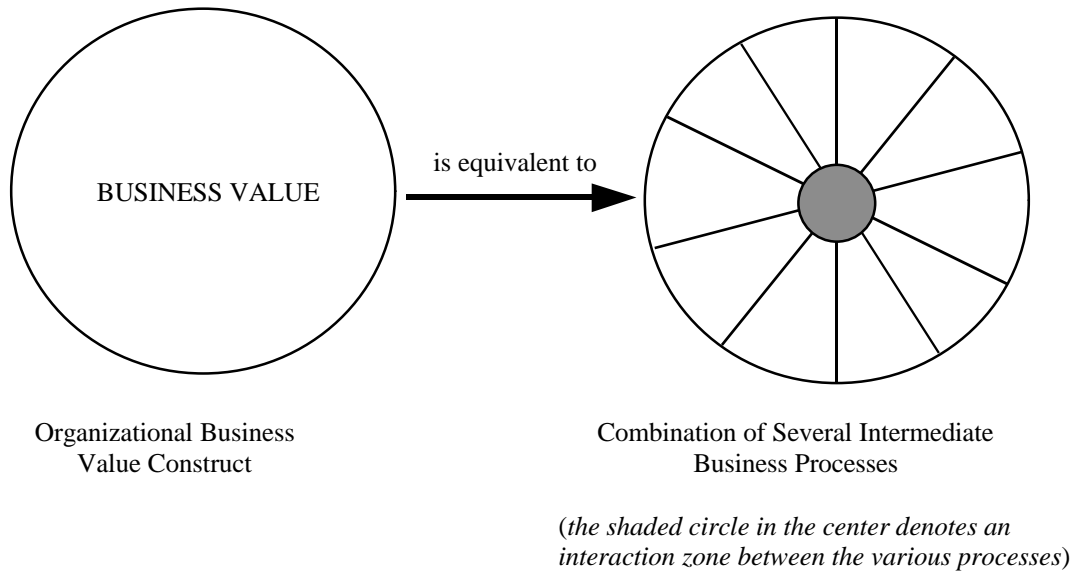 BUSINESS VALUE
is equivalent to
Organizational Business
Value Construct
Combination of Several Intermediate
Business Processes
(the shaded circle in the center denotes an
interaction zone between the various processes)